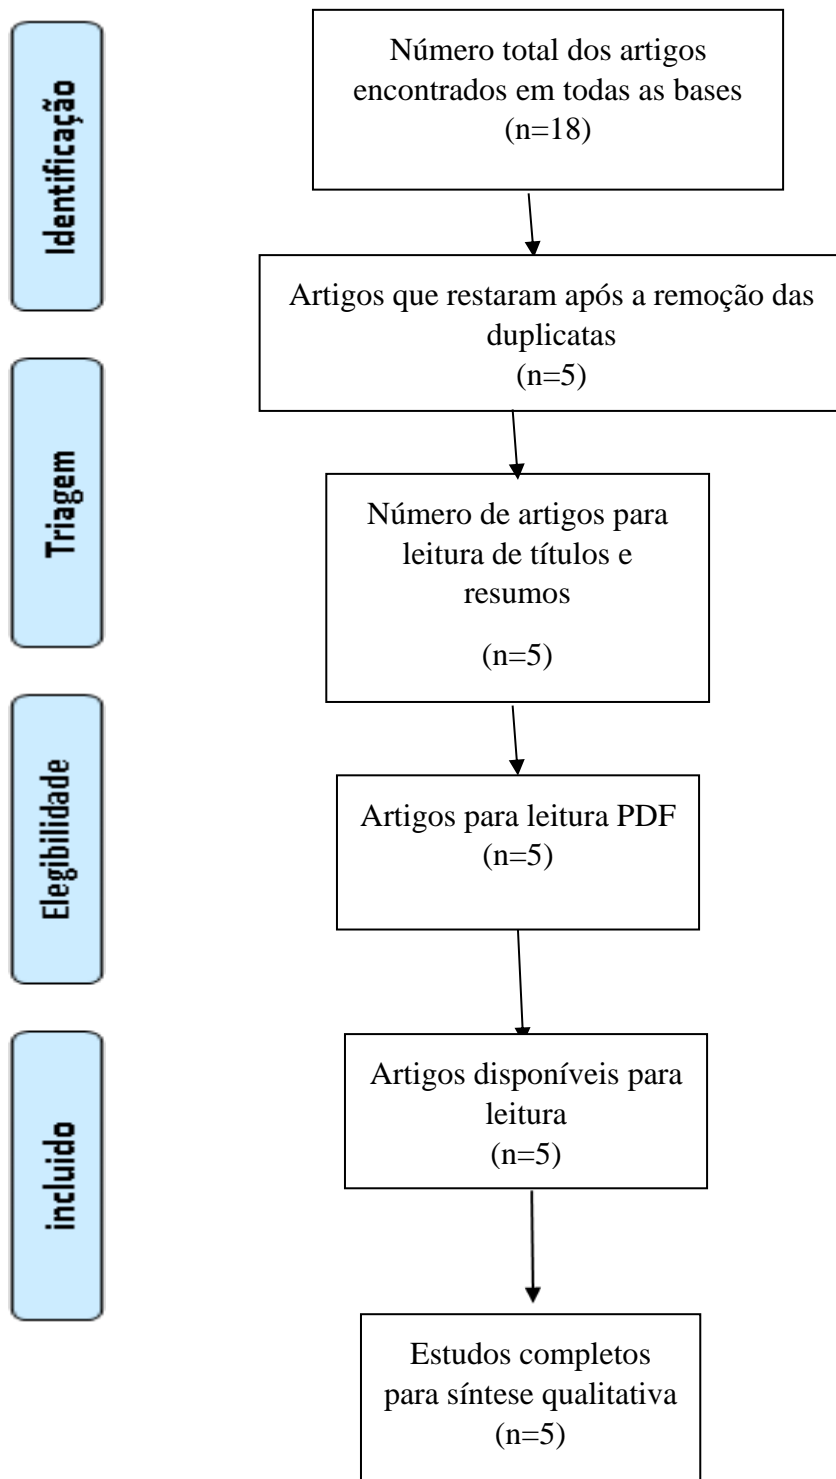 Identificação
Número total dos artigos
encontrados em todas as bases
(n=18)
Artigos que restaram após a remoção das
duplicatas
(n=5)
Triagem
Número de artigos para
leitura de títulos e
resumos
(n=5)
Elegibilidade
Artigos para leitura PDF
(n=5)
incluido
Artigos disponíveis para
leitura
(n=5)
Estudos completos
para síntese qualitativa
(n=5)